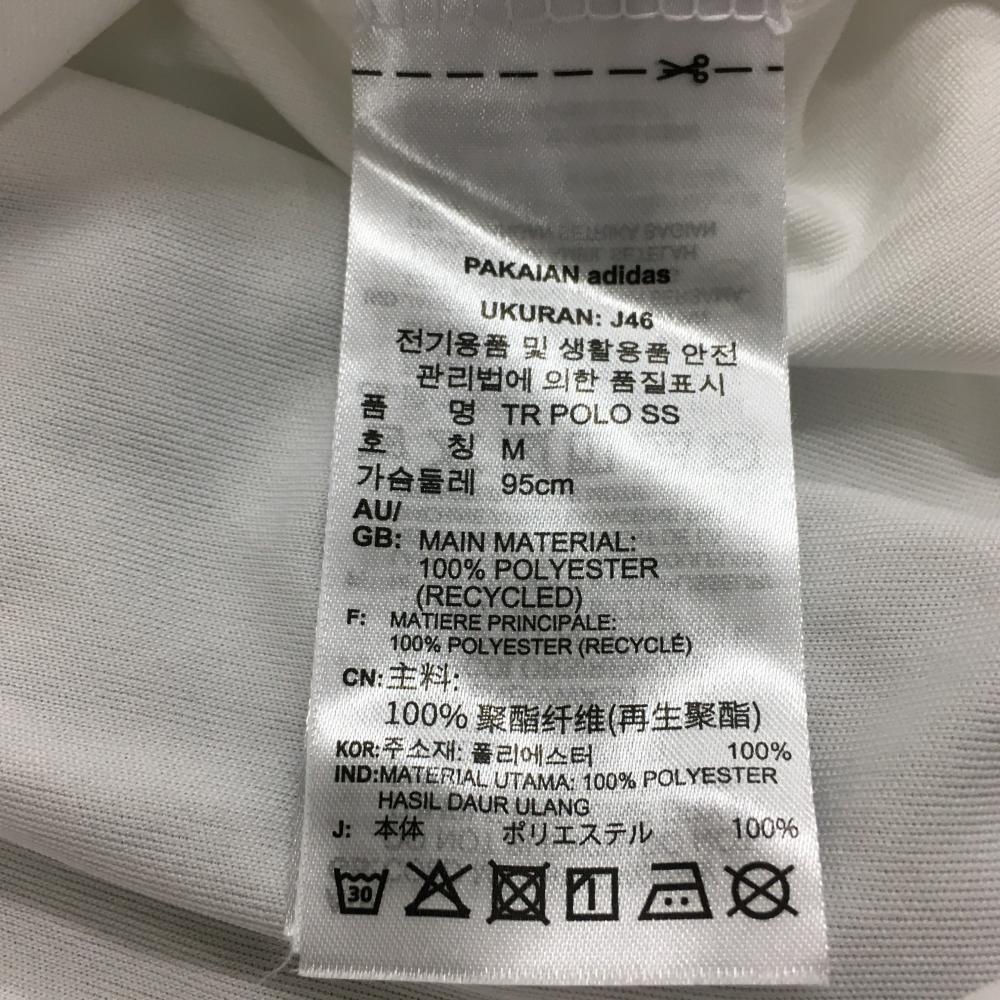 PAKAIAN adidas
UKURAN: J46
전기용품 및 생활용품 안전
관리법에 의한 품질표시
품 명 TR POLO SS
호 칭 M
가슴둘레 95cm
AU/
GB: MAIN MATERIAL:
100% POLYESTER
(RECYCLED)
F: MATIERE PRINCIPALE:
100% POLYESTER (RECYCLÉ)
CN: 主料:
100% 聚酯纤维(再生聚酯)
KOR: 주소재: 폴리에스터 100%
IND: MATERIAL UTAMA: 100% POLYESTER
HASIL DAUR ULANG
J: 本体 ポリエステル 100%
30